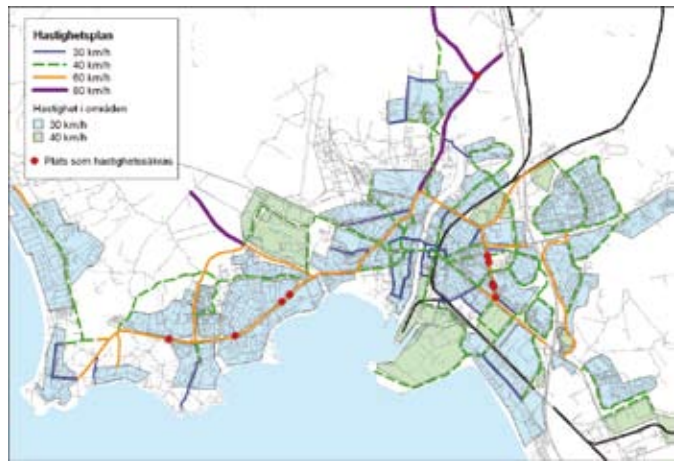 Hastighetsplan
30 km/h
40 km/h
60 km/h
80 km/h
Hastighet i områden
30 km/h
40 km/h
Plats som hastighetssäkras